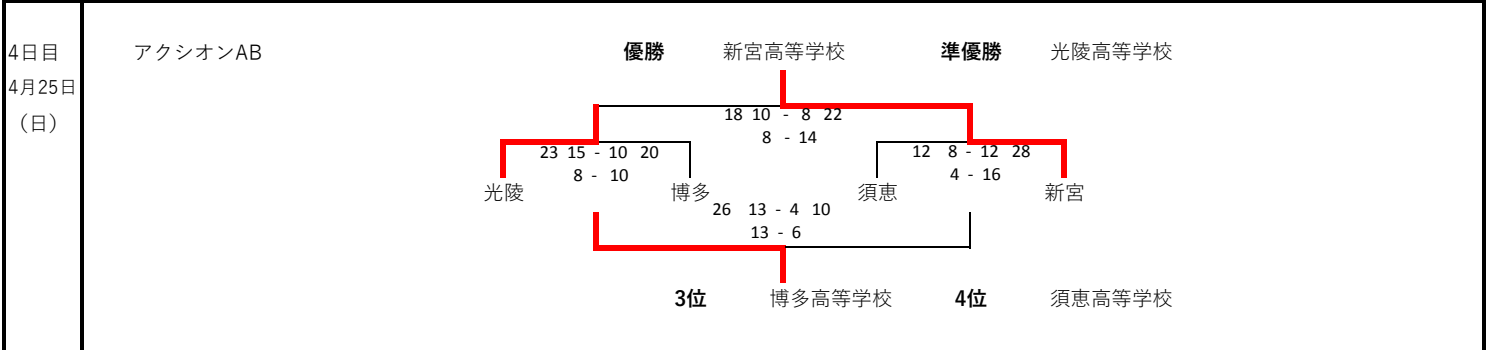 4日目
4月25日
（日）
アクシオンAB
優勝 新宮高等学校 準優勝 光陵高等学校
18 10 - 8 22
8 - 14
23 15 - 10 20
8 - 10
12 8 - 12 28
4 - 16
光陵 博多 須恵 新宮
26 13 - 4 10
13 - 6
3位 博多高等学校 4位 須恵高等学校